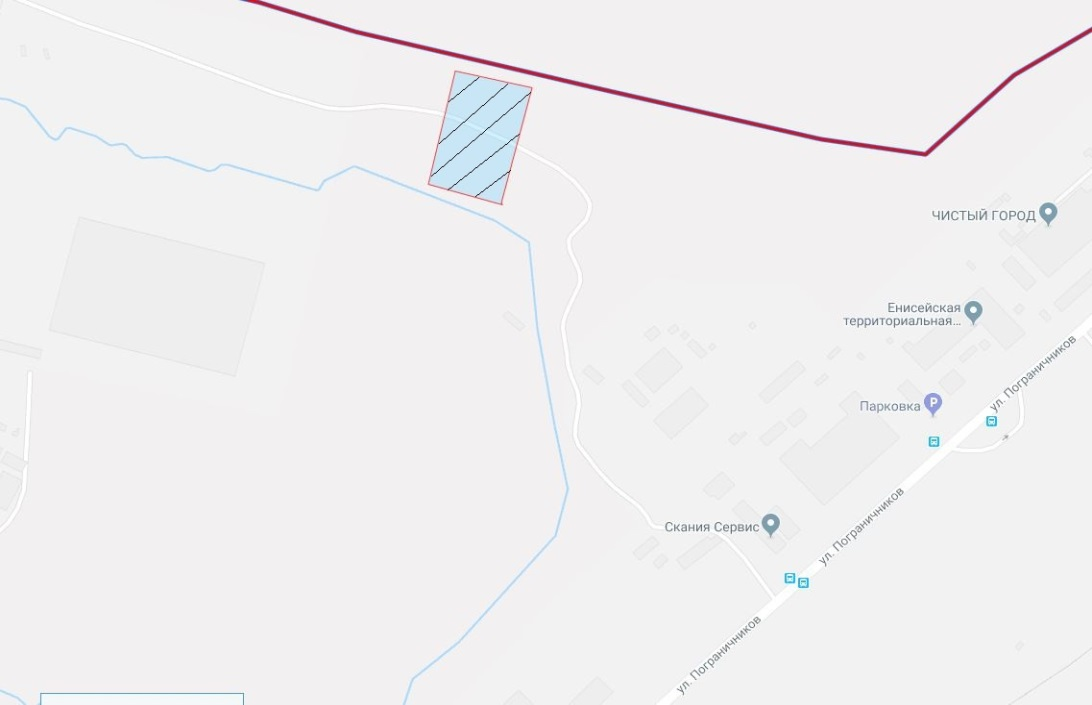 ЧИСТЫЙ ГОРОД
Енисейская
территориальная...
ул. Пограничников
Парковка
ул. Пограничников
Скания Сервис
ул. Пограничников